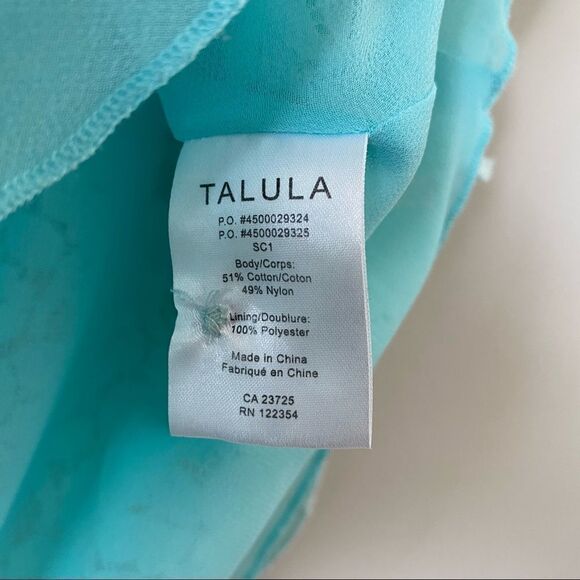 TALULA
P.O. #4500029324
P.O. #4500029325
SC1
Body/Corps:
51% Cotton/Coton
49% Nylon
Lining/Doublure:
100% Polyester
Made in China
Fabriqué en Chine
CA 23725
RN 122354